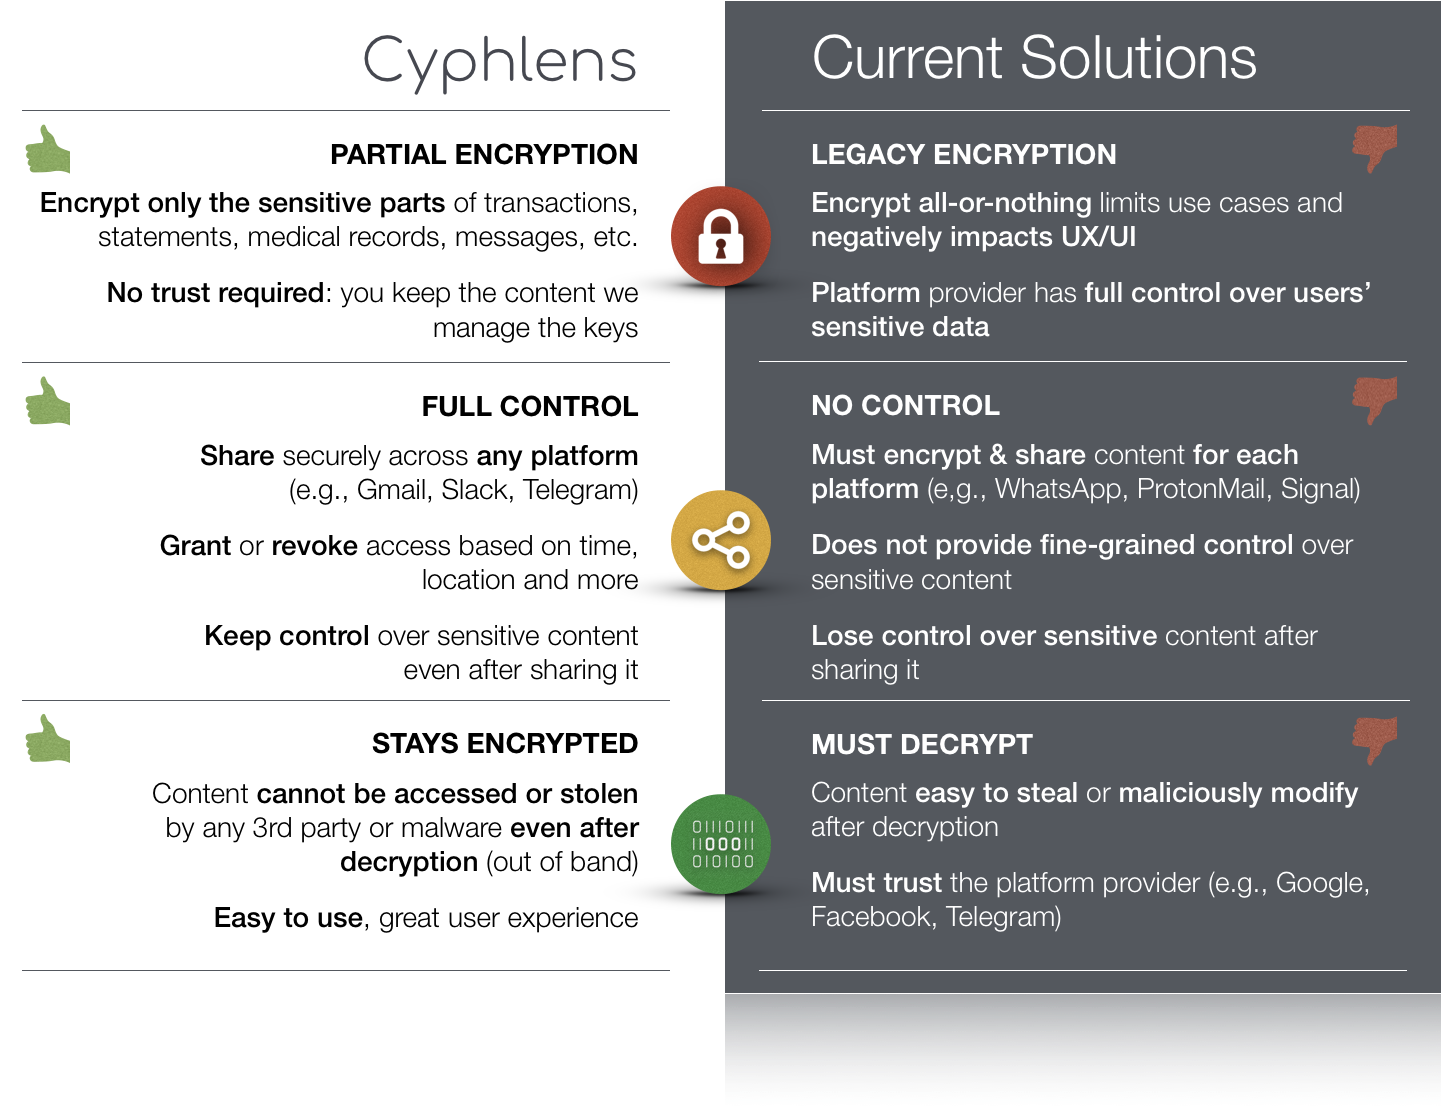 Cyphlens
PARTIAL ENCRYPTION
Encrypt only the sensitive parts of transactions,
statements, medical records, messages, etc.
No trust required: you keep the content we
manage the keys
FULL CONTROL
Share securely across any platform
(e.g., Gmail, Slack, Telegram)
Grant or revoke access based on time,
location and more
Keep control over sensitive content
even after sharing it
STAYS ENCRYPTED
Content cannot be accessed or stolen
by any 3rd party or malware even after
decryption (out of band)
Easy to use, great user experience
01110111
1100011
010100
Current Solutions
LEGACY ENCRYPTION
Encrypt all-or-nothing limits use cases and
negatively impacts UX/UI
Platform provider has full control over users’
sensitive data
NO CONTROL
Must encrypt & share content for each
platform (e,g., WhatsApp, ProtonMail, Signal)
Does not provide fine-grained control over
sensitive content
Lose control over sensitive content after
sharing it
MUST DECRYPT
Content easy to steal or maliciously modify
after decryption
Must trust the platform provider (e.g., Google,
Facebook, Telegram)